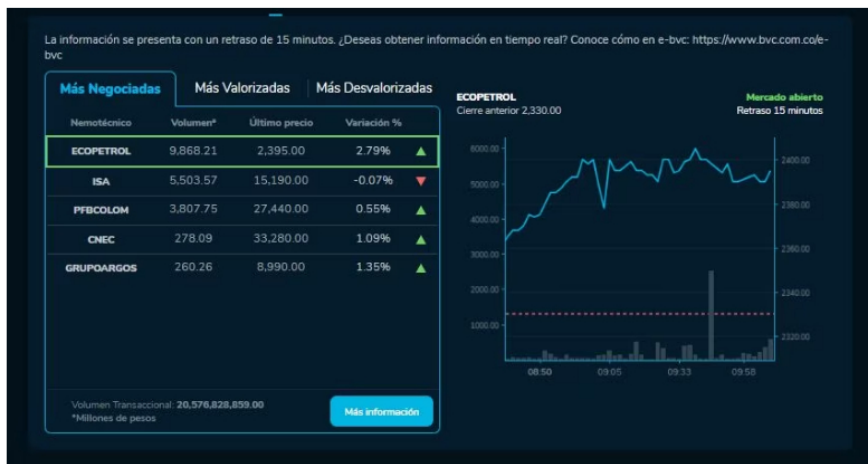 La información se presenta con un retraso de 15 minutos. ¿Deseas obtener información en tiempo real? Conoce cómo en e-bvc: https://www.bvc.com.co/e-
bvc
Más Negociadas Más Valorizadas Más Desvalorizadas
Nemotécnico Volumen* Último precio Variación %
ECOPETROL 9,868.21 2,395.00 2.79%
ISA 5,503.57 15,190.00 -0.07%
PFBCOLOM 3,807.75 27,440.00 0.55%
CNEC 278.09 33,280.00 1.09%
GRUPOARGOS 260.26 8,990.00 1.35%
Volumen Transaccional: 20,576,828,859.00
*Millones de pesos
Más información
ECOPETROL
Cierre anterior 2,330.00
Mercado abierto
Retraso 15 minutos
6000.00
5000.00
4000.00
3000.00
2000.00
1000.00
2400.00
2380.00
2360.00
2340.00
2320.00
08:50 09:05 09:33 09:58